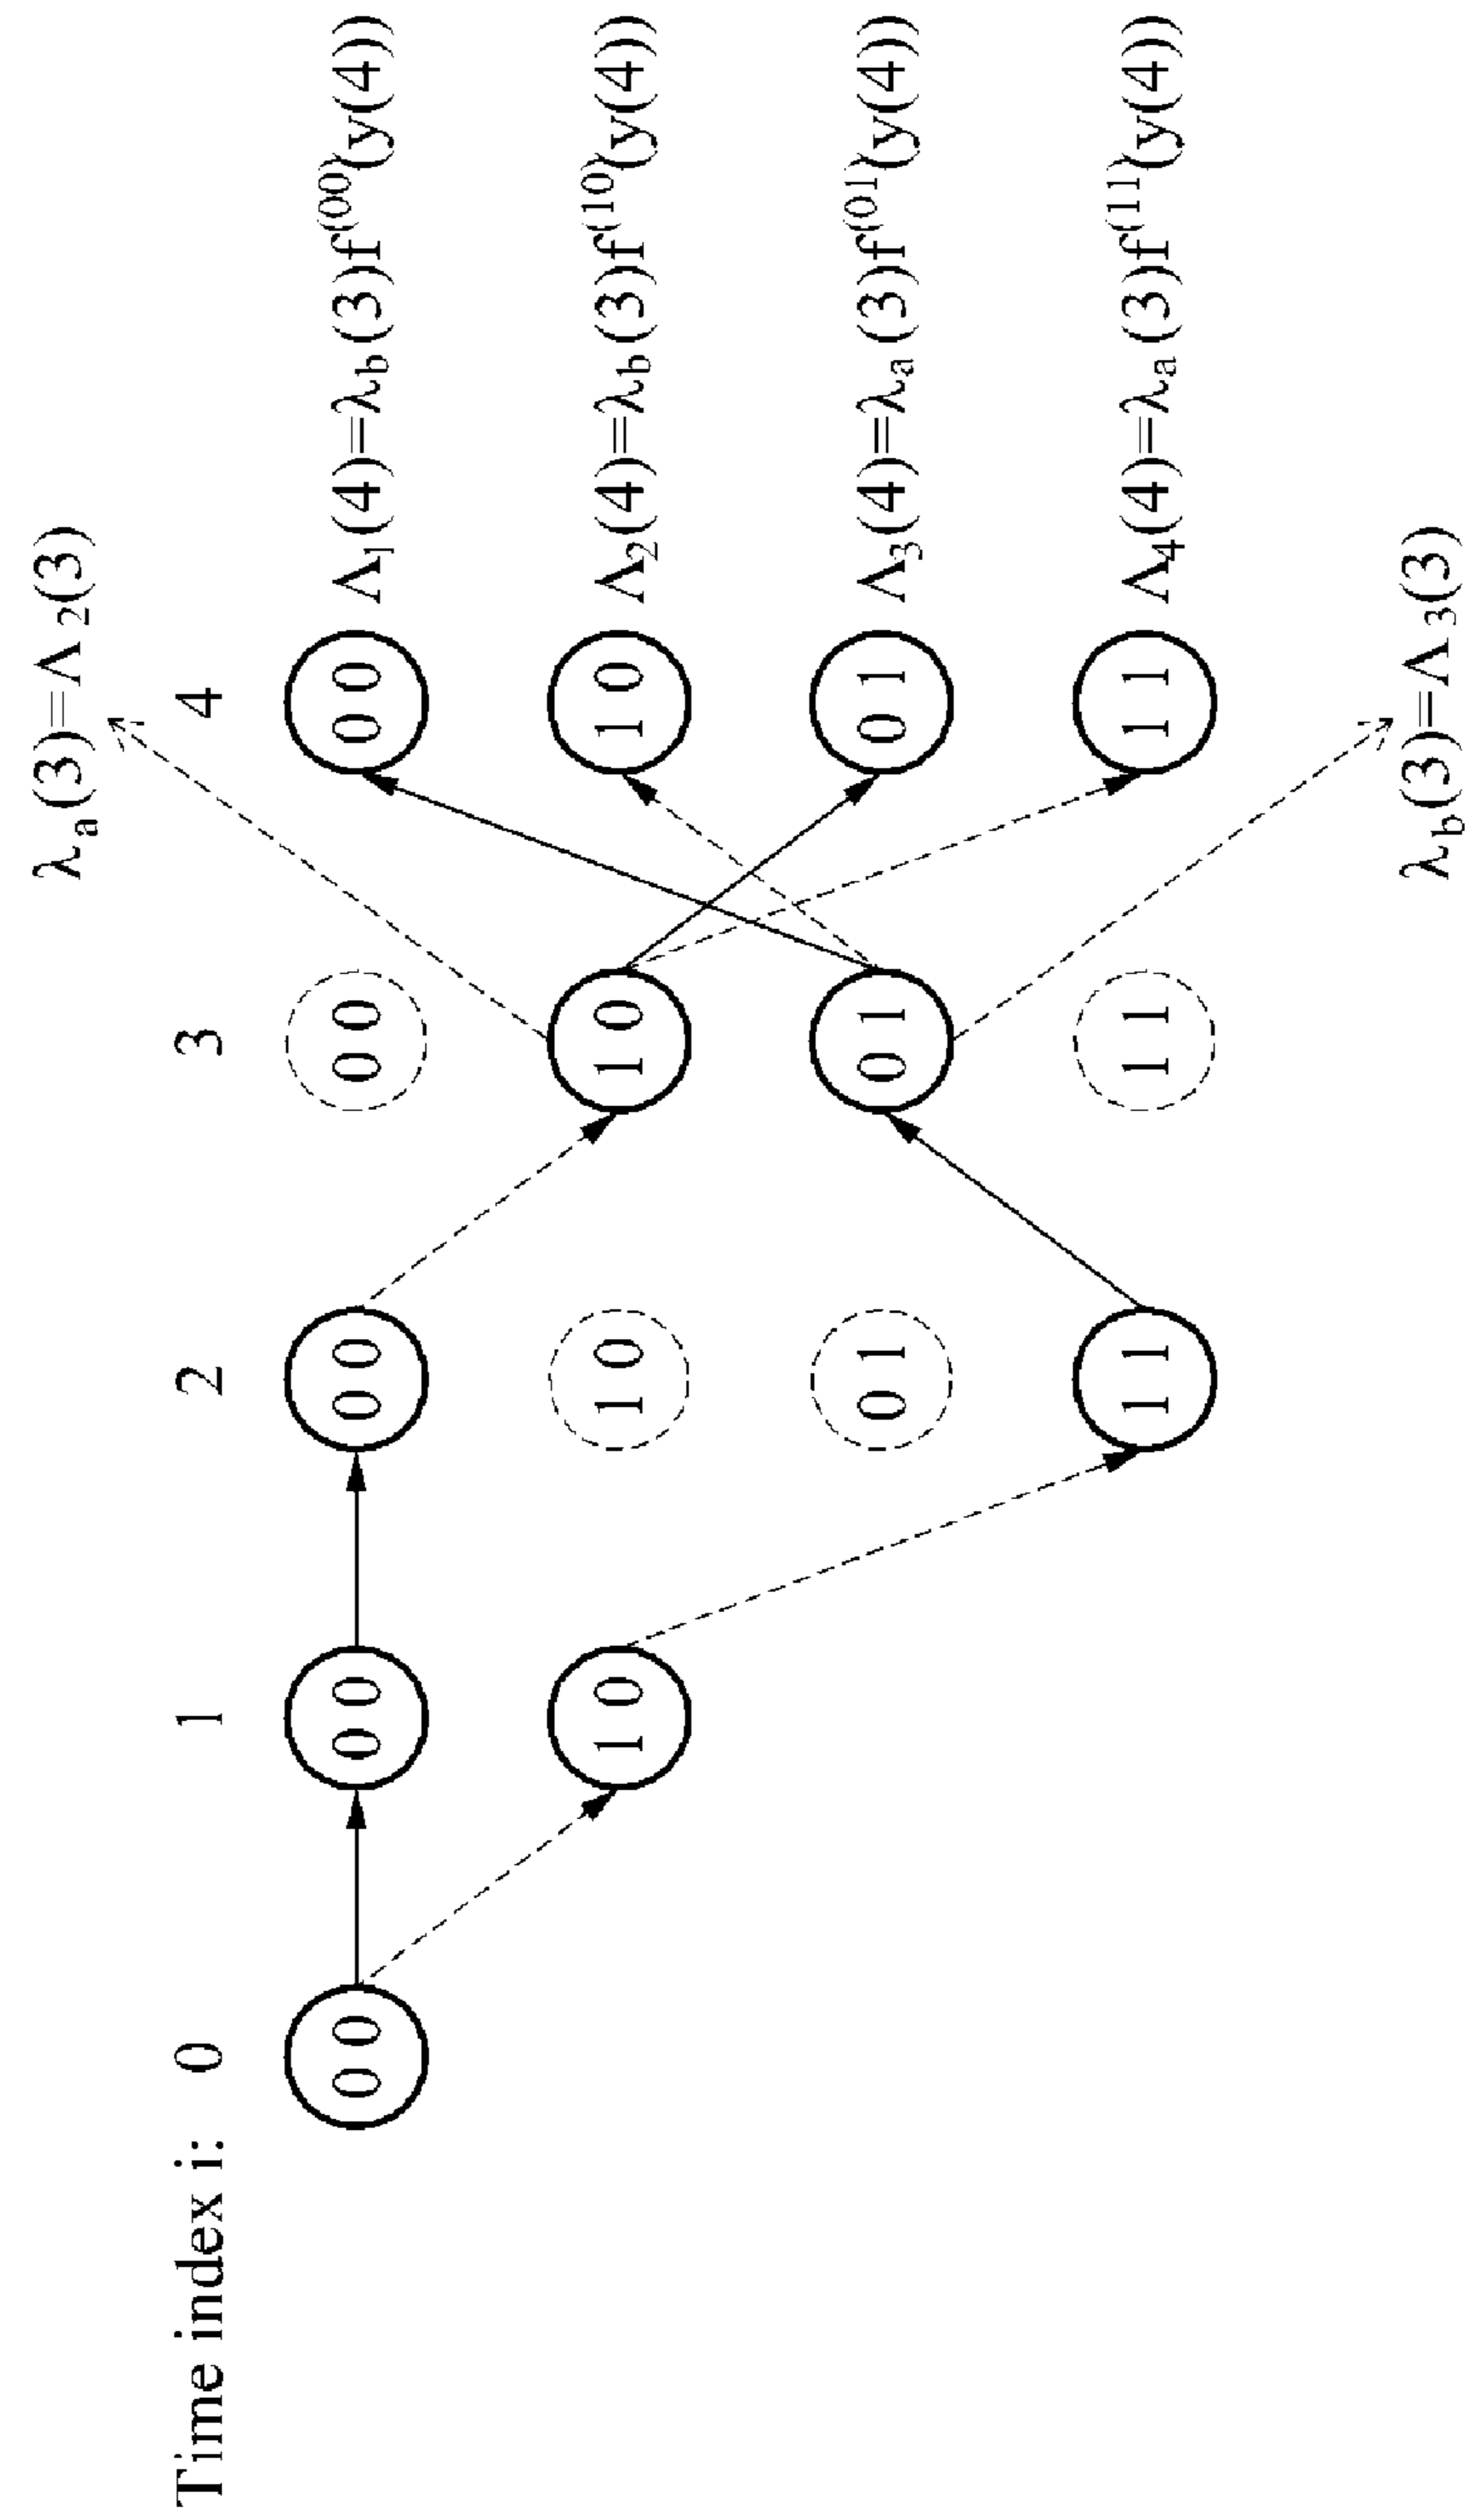 λa(3)=Λ2(3)
Time index i: 0 1 2 3 4
00 00 00 00 00 Λ1(4)=λb(3)f(00)(y(4))
10 10 10 10 Λ2(4)=λb(3)f(10)(y(4))
01 01 01 Λ3(4)=λa(3)f(01)(y(4))
11 11 11 Λ4(4)=λa(3)f(11)(y(4))
λb(3)=Λ3(3)